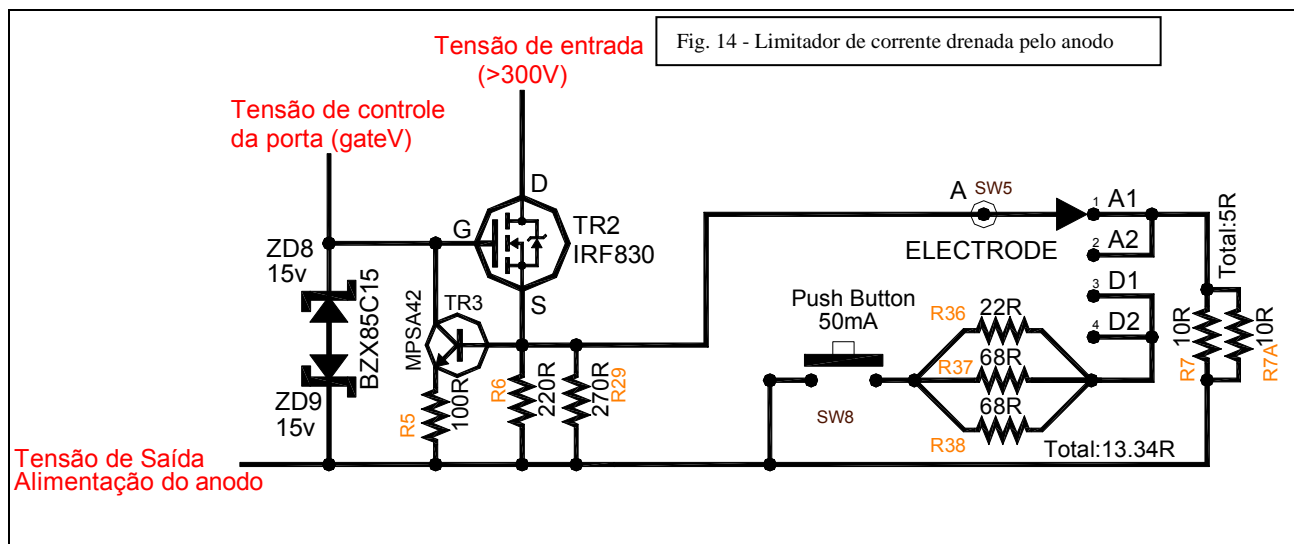 Fig. 14 - Limitador de corrente drenada pelo anodo
Tensão de entrada
(>300V)
Tensão de controle
da porta (gateV)
D
G
S
TR2
IRF830
ZD8
15v
BZX85C15
ZD9
15v
MPSA42
TR3
R5
100R
R6
220R
270R
R29
A
SW5
ELECTRODE
1
A1
2
A2
3
D1
4
D2
Total:5R
10R
R7
10R
R7A
Push Button
50mA
SW8
R36
22R
R37
68R
68R
R38
Total:13.34R
Tensão de Saída
Alimentação do anodo